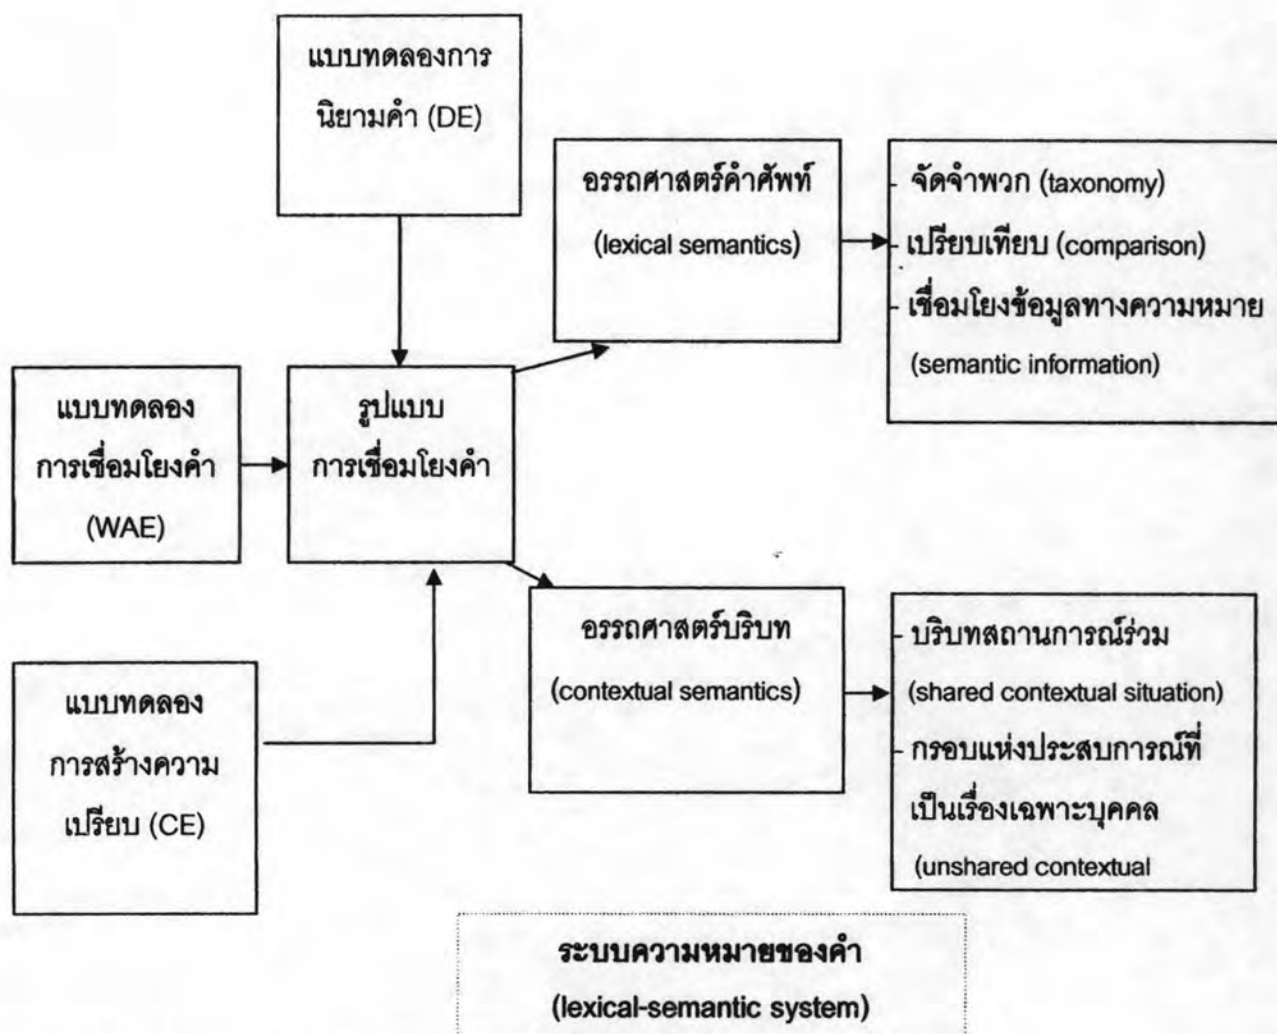 แบบทดลองการ
นิยามคำ (DE)
อรรถศาสตร์คำศัพท์
(lexical semantics)
- จัดจำพวก (taxonomy)
- เปรียบเทียบ (comparison)
- เชื่อมโยงข้อมูลทางความหมาย
(semantic information)
แบบทดลอง
การเชื่อมโยงคำ
(WAE)
รูปแบบ
การเชื่อมโยงคำ
อรรถศาสตร์บริบท
(contextual semantics)
- บริบทสถานการณ์ร่วม
(shared contextual situation)
- กรอบแห่งประสบการณ์ที่
เป็นเรื่องเฉพาะบุคคล
(unshared contextual
แบบทดลอง
การสร้างความ
เปรียบ (CE)
ระบบความหมายของคำ
(lexical-semantic system)